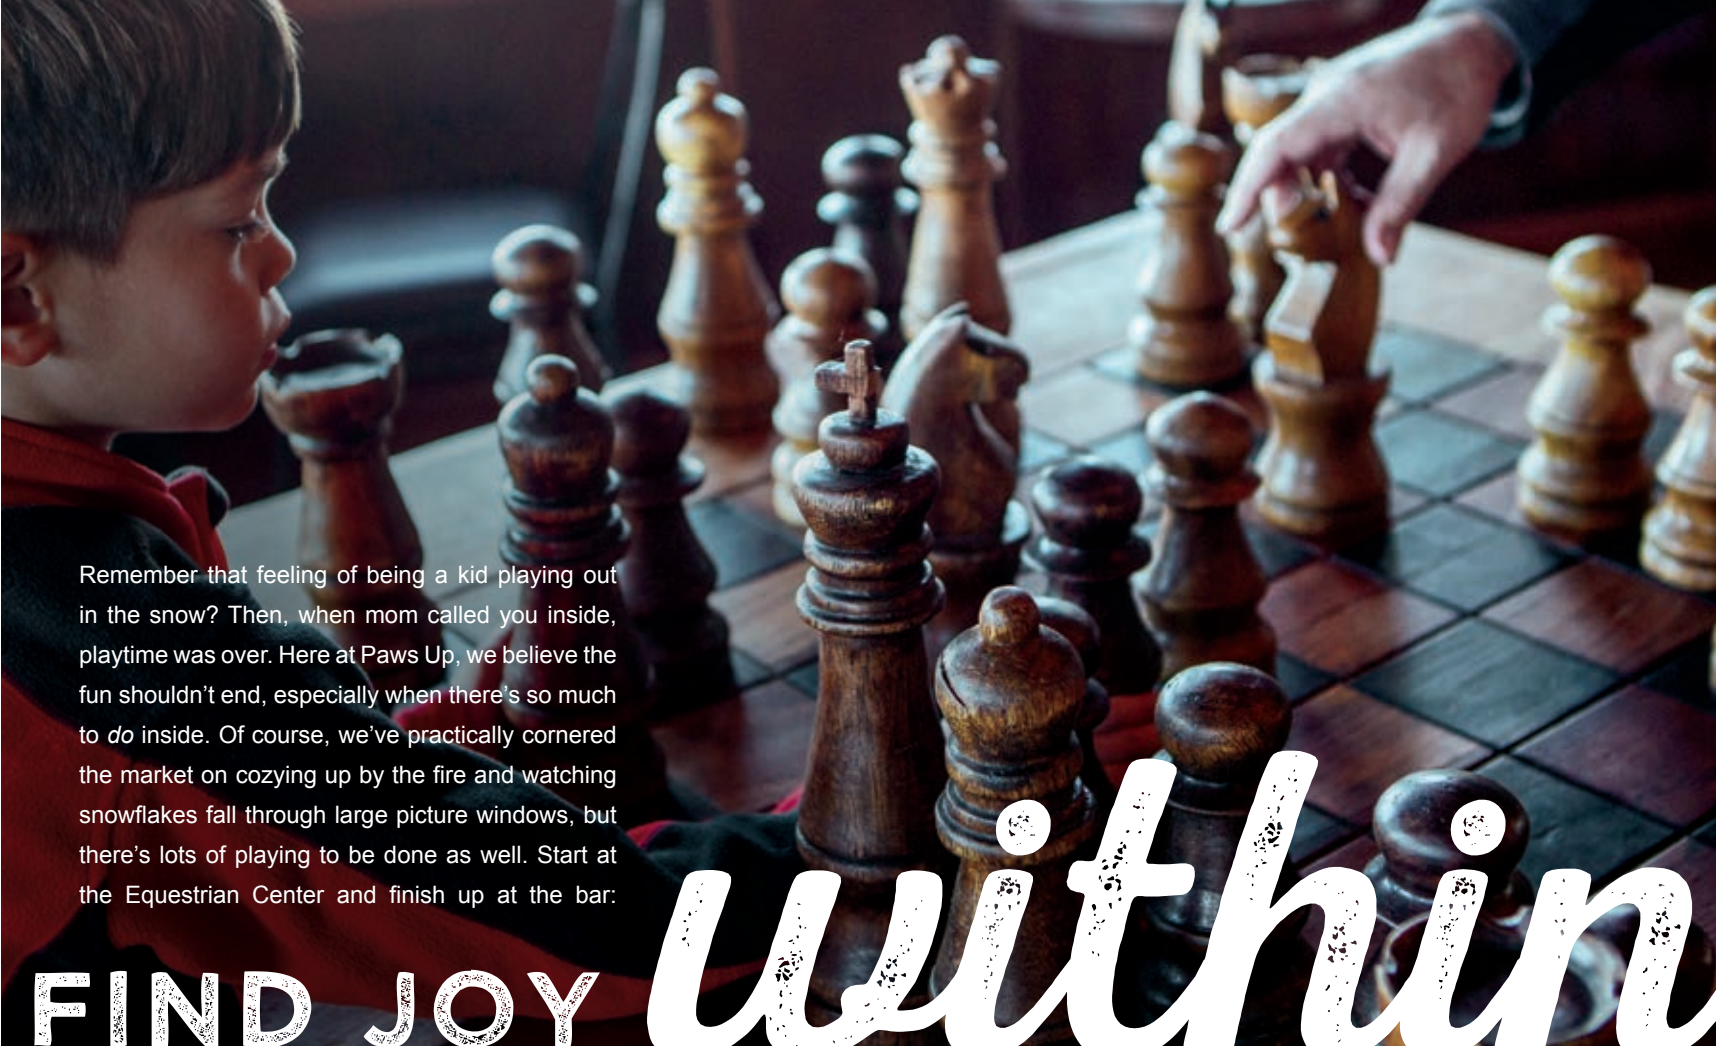 Remember that feeling of being a kid playing out
in the snow? Then, when mom called you inside,
playtime was over. Here at Paws Up, we believe the
fun shouldn’t end, especially when there’s so much
to do inside. Of course, we’ve practically cornered
the market on cozying up by the fire and watching
snowflakes fall through large picture windows, but
there’s lots of playing to be done as well. Start at
the Equestrian Center and finish up at the bar:
FIND JOY within